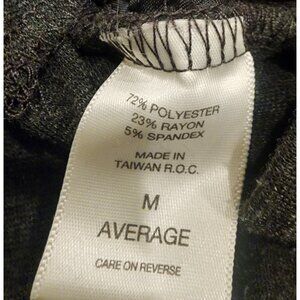 72% POLYESTER
23% RAYON
5% SPANDEX
MADE IN
TAIWAN R.O.C.
M
AVERAGE
CARE ON REVERSE